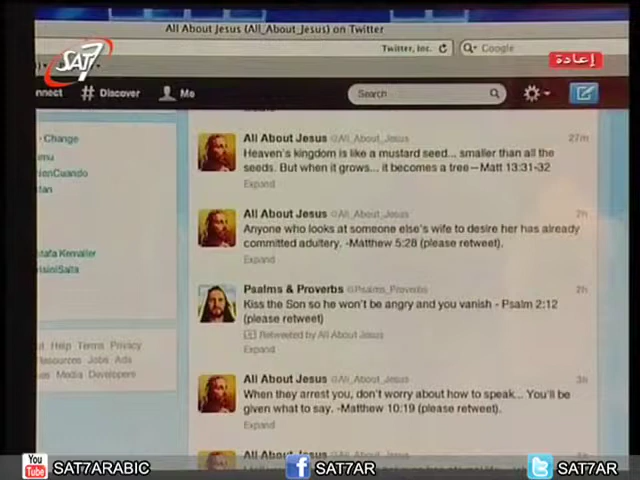 All About Jesus (All_About_Jesus) on Twitter
Twitter, Inc.
Google
SAT7
إعادة
nnect
# Discover
Me
Search
Change
All About Jesus @All_About_Jesus 27m
Heaven's kingdom is like a mustard seed... smaller than all the
seeds. But when it grows... it becomes a tree—Matt 13:31-32
Expand
All About Jesus @All_About_Jesus 2h
Anyone who looks at someone else's wife to desire her has already
committed adultery. -Matthew 5:28 (please retweet).
Expand
Psalms & Proverbs @Psalms_Proverbs 2h
Kiss the Son so he won't be angry and you vanish - Psalm 2:12
(please retweet)
Retweeted by All About Jesus
Expand
Help Terms Privacy
Jobs Ads
Media Developers
All About Jesus @All_About_Jesus 3h
When they arrest you, don't worry about how to speak... You'll be
given what to say. -Matthew 10:19 (please retweet).
Expand
All About Jesus
You Tube SAT7ARABIC
f SAT7AR
SAT7AR